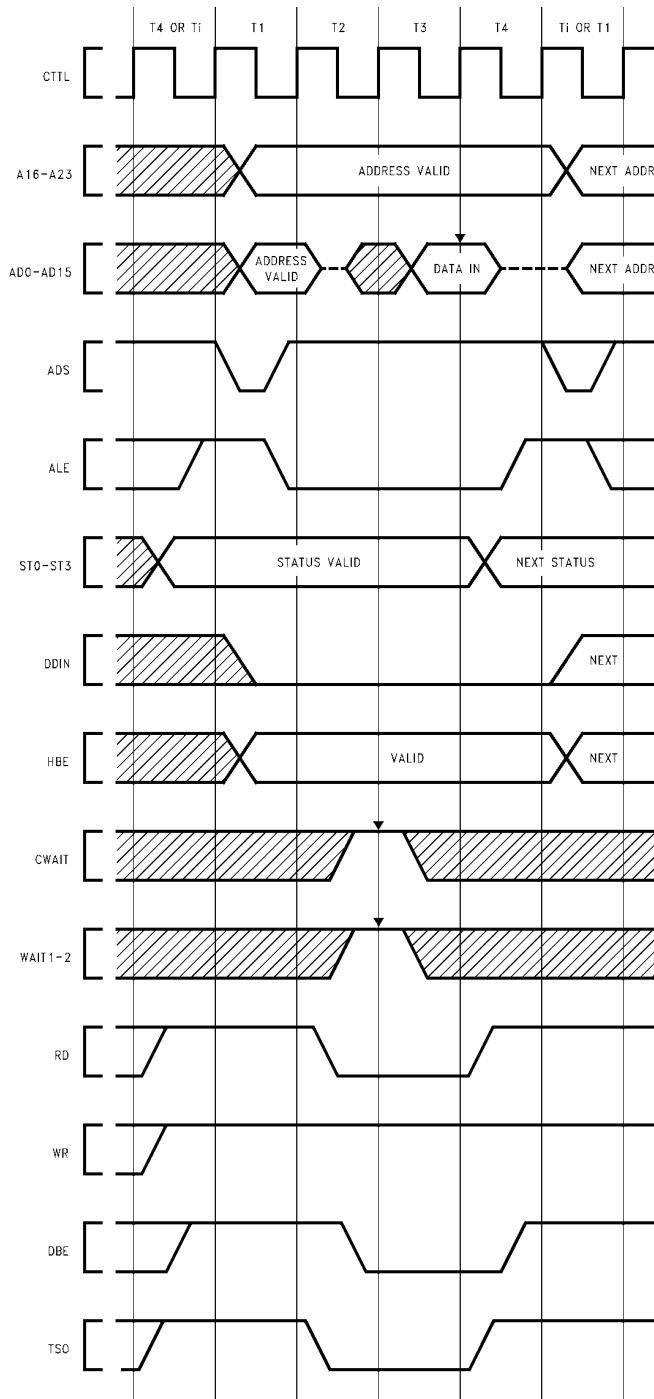 T4 OR Ti T1 T2 T3 T4 Ti OR T1
CTTL
A16-A23 ADDRESS VALID NEXT ADDR
AD0-AD15 ADDRESS VALID DATA IN NEXT ADDR
ADS
ALE
ST0-ST3 STATUS VALID NEXT STATUS
DDIN NEXT
HBE VALID NEXT
CWAIT
WAIT1-2
RD
WR
DBE
TSO